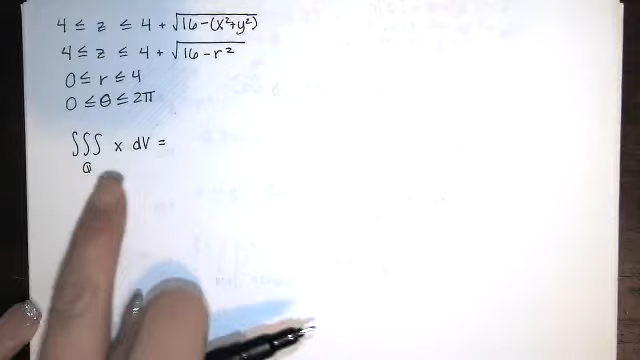 4 ≤ z ≤ 4 + √16-(x²+y²)
4 ≤ z ≤ 4 + √16-r²
0 ≤ r ≤ 4
0 ≤ θ ≤ 2π
∭ x dV =
Q